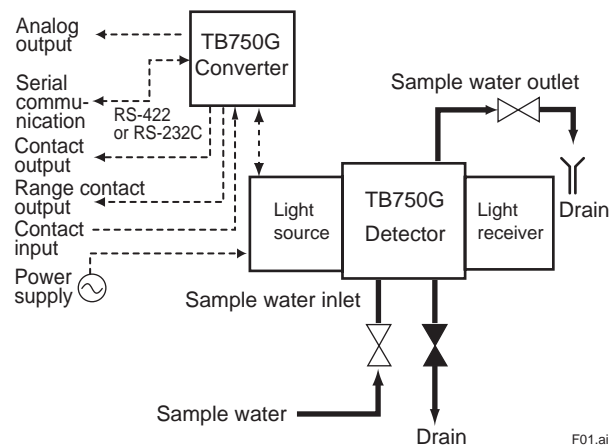 Analog
output
TB750G
Converter
Serial
commu-
nication
RS-422
or RS-232C
Contact
output
Range contact
output
Contact
input
Power
supply
Sample water outlet
Drain
Light
source
TB750G
Detector
Light
receiver
Sample water inlet
Sample water
Drain
F01.ai